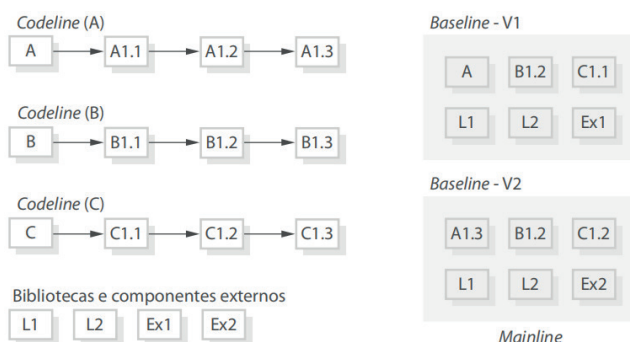 Codeline (A)
A A1.1 A1.2 A1.3
Codeline (B)
B B1.1 B1.2 B1.3
Codeline (C)
C C1.1 C1.2 C1.3
Bibliotecas e componentes externos
L1 L2 Ex1 Ex2
Baseline - V1
A B1.2 C1.1
L1 L2 Ex1
Baseline - V2
A1.3 B1.2 C1.2
L1 L2 Ex2
Mainline